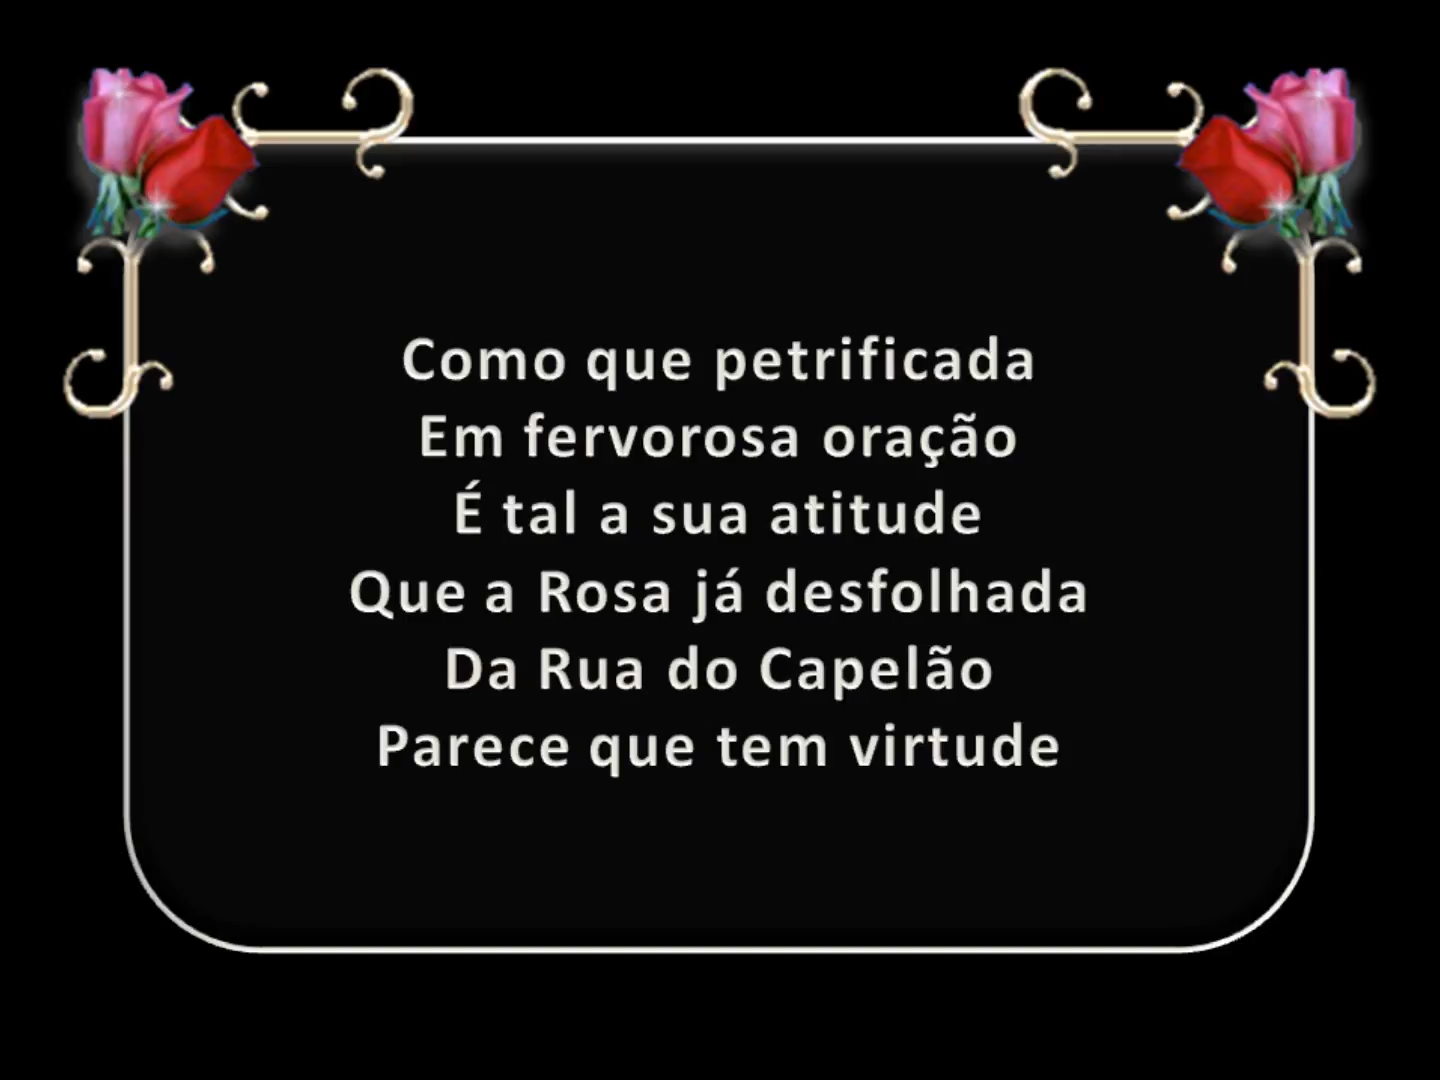 Como que petrificada
Em fervorosa oração
É tal a sua atitude
Que a Rosa já desfolhada
Da Rua do Capelão
Parece que tem virtude